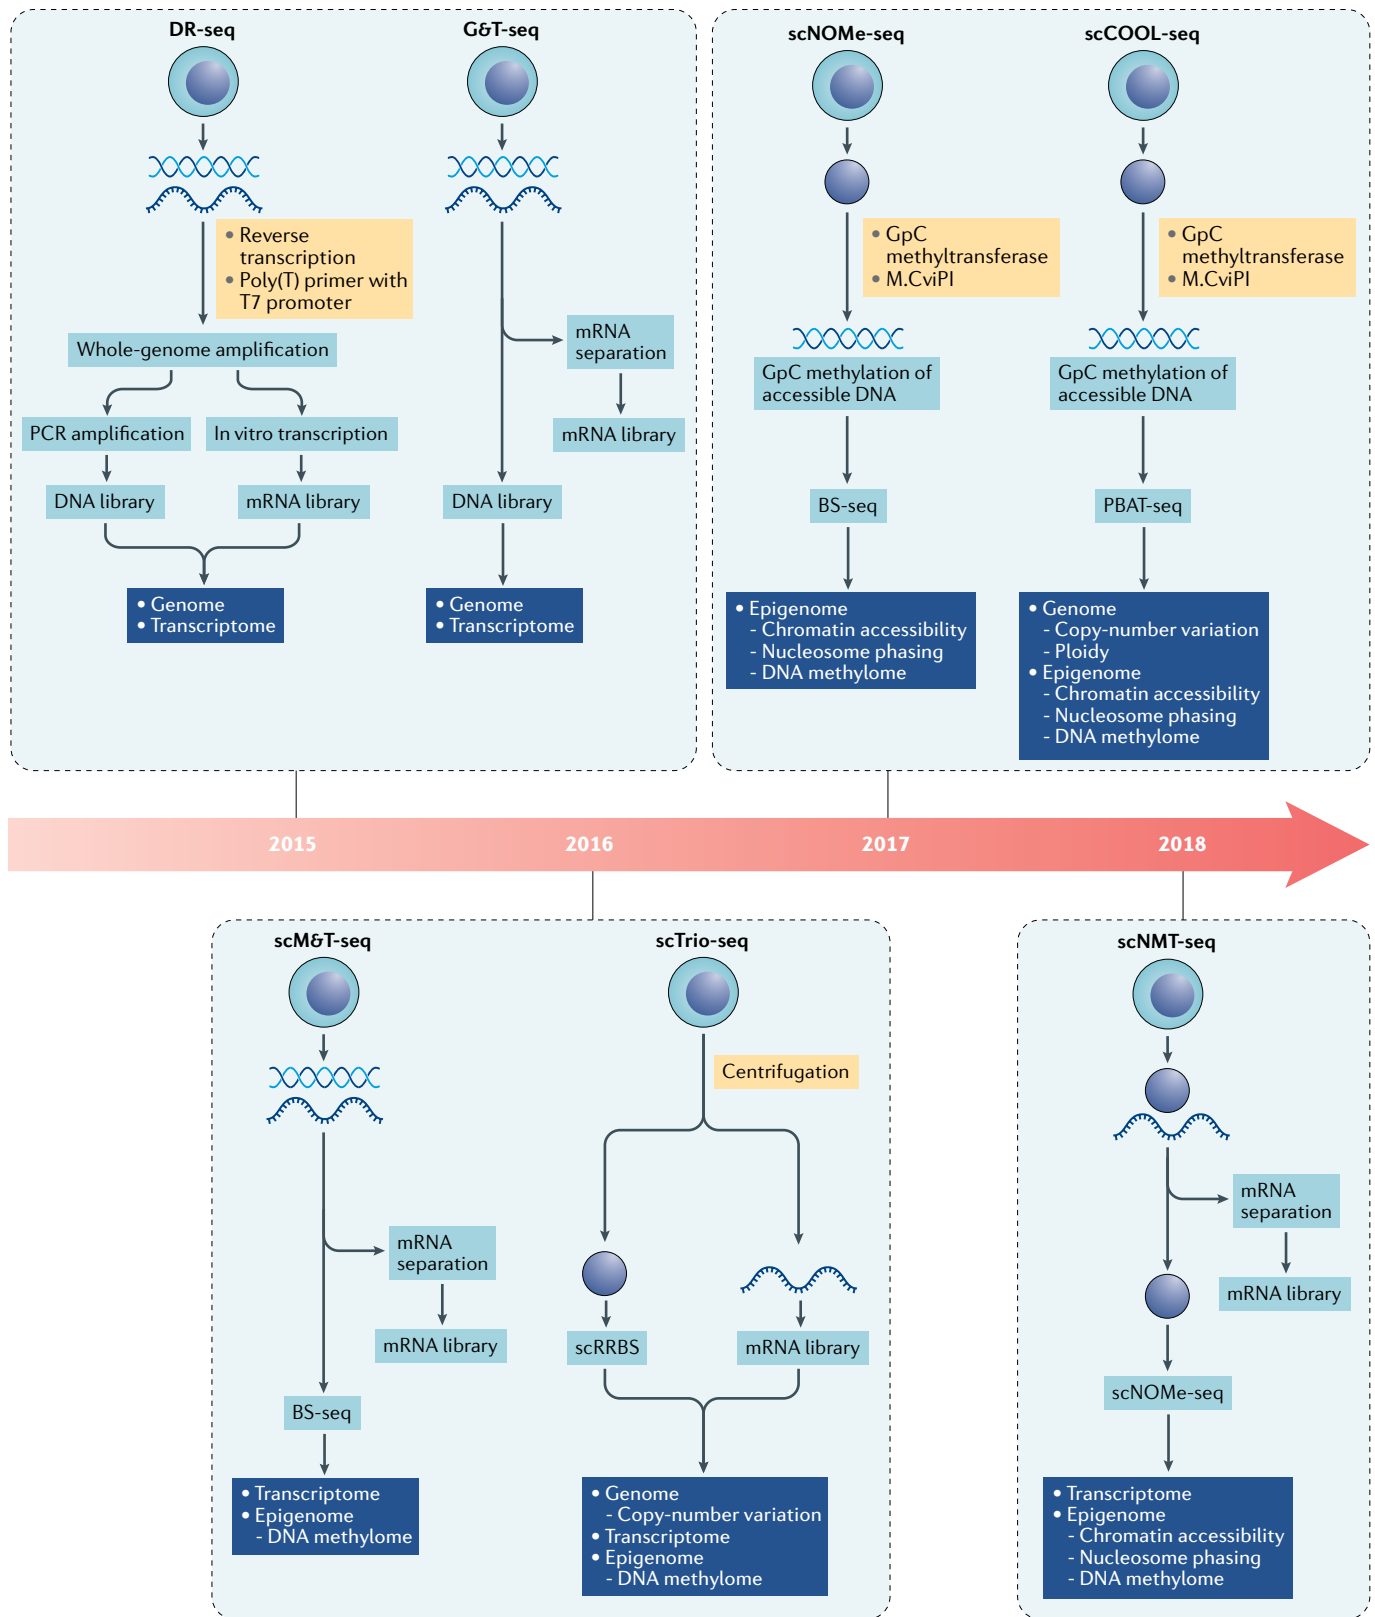 DR-seq
• Reverse
transcription
• Poly(T) primer with
T7 promoter
Whole-genome amplification
PCR amplification
In vitro transcription
DNA library
mRNA library
• Genome
• Transcriptome
G&T-seq
mRNA
separation
mRNA library
DNA library
• Genome
• Transcriptome
scNOMe-seq
• GpC
methyltransferase
• M.CviPI
GpC methylation of
accessible DNA
BS-seq
• Epigenome
- Chromatin accessibility
- Nucleosome phasing
- DNA methylome
scCOOL-seq
• GpC
methyltransferase
• M.CviPI
GpC methylation of
accessible DNA
PBAT-seq
• Genome
- Copy-number variation
- Ploidy
• Epigenome
- Chromatin accessibility
- Nucleosome phasing
- DNA methylome
2015
2016
2017
2018
scM&T-seq
mRNA
separation
mRNA library
BS-seq
• Transcriptome
• Epigenome
- DNA methylome
scTrio-seq
Centrifugation
scRRBS
mRNA library
• Genome
- Copy-number variation
• Transcriptome
• Epigenome
- DNA methylome
scNMT-seq
mRNA
separation
mRNA library
scNOMe-seq
• Transcriptome
• Epigenome
- Chromatin accessibility
- Nucleosome phasing
- DNA methylome